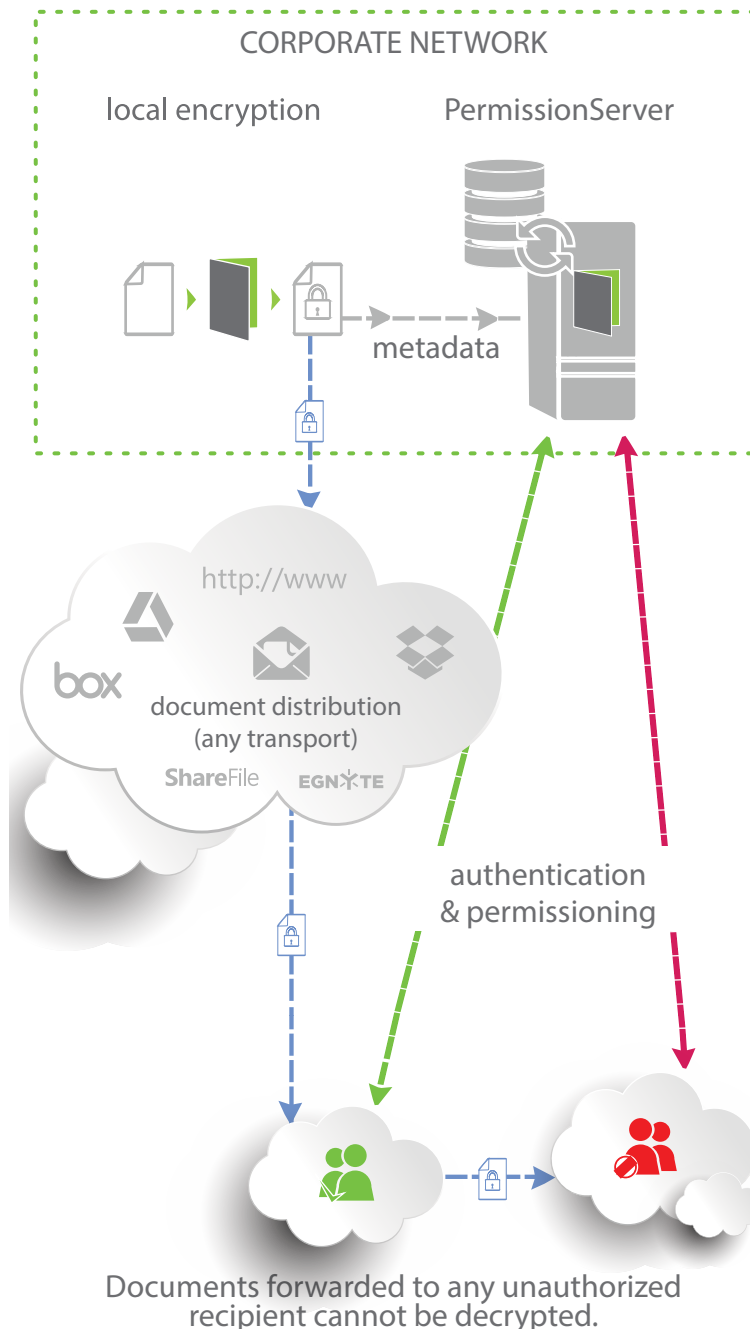 CORPORATE NETWORK
local encryption
PermissionServer
metadata
http://www
box
document distribution
(any transport)
ShareFile
EGNYTE
authentication
& permissioning
Documents forwarded to any unauthorized
recipient cannot be decrypted.